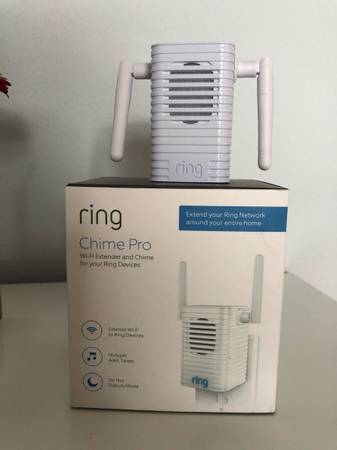 ring
ring
Chime Pro
Wi-Fi Extender and Chime
for your Ring Devices
Extend your Ring Network
around your entire home
Extends Wi-Fi
to Ring Devices
Multiple
Alert Tones
Do Not
Disturb Mode
ring